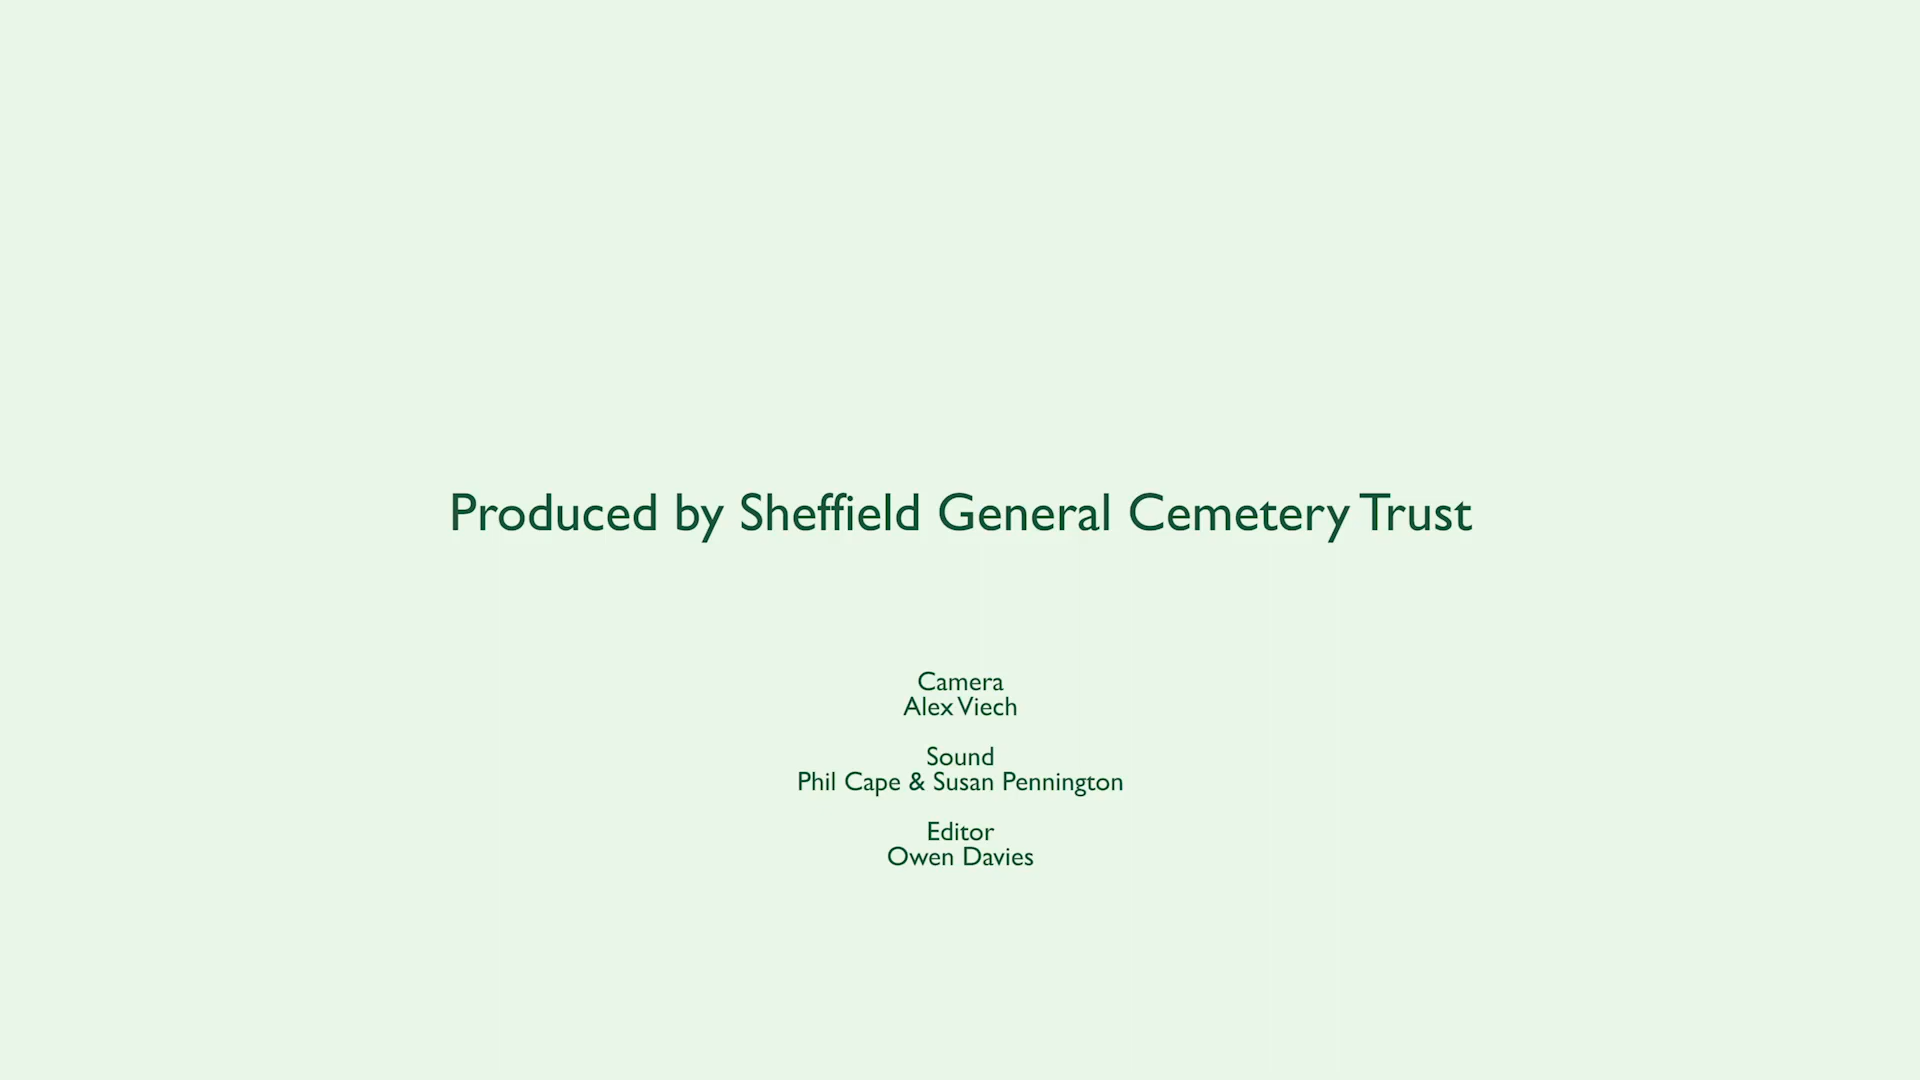 Produced by Sheffield General Cemetery Trust
Camera
Alex Viech
Sound
Phil Cape & Susan Pennington
Editor
Owen Davies